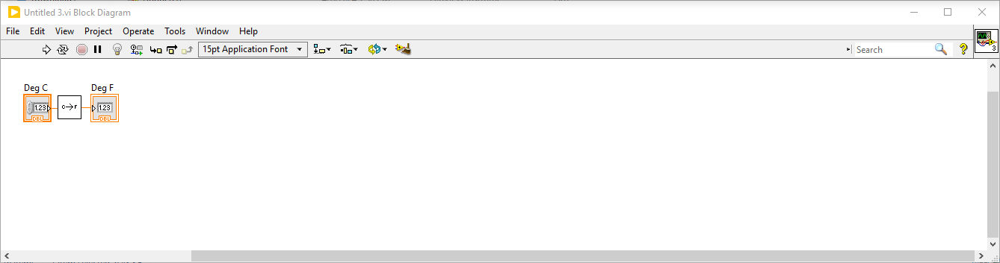 Untitled 3.vi Block Diagram
File Edit View Project Operate Tools Window Help
15pt Application Font
Search
3
Deg C Deg F
1.23 C→F 1.23
DBL DBL